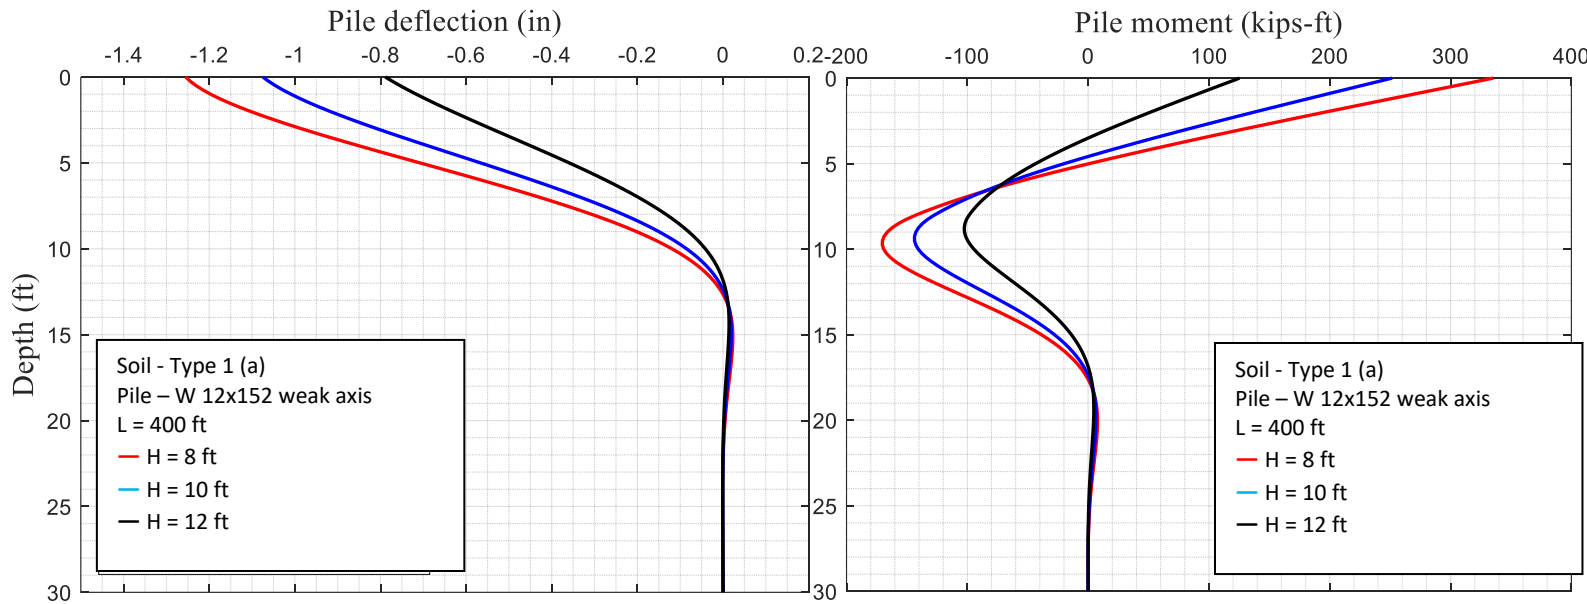 Pile deflection (in)
-1.4 -1.2 -1 -0.8 -0.6 -0.4 -0.2 0 0.2
0
5
10
15
20
25
30
Depth (ft)
Soil - Type 1 (a)
Pile – W 12x152 weak axis
L = 400 ft
H = 8 ft
H = 10 ft
H = 12 ft
Pile moment (kips-ft)
-200 -100 0 100 200 300 400
0
5
10
15
20
25
30
Soil - Type 1 (a)
Pile – W 12x152 weak axis
L = 400 ft
H = 8 ft
H = 10 ft
H = 12 ft